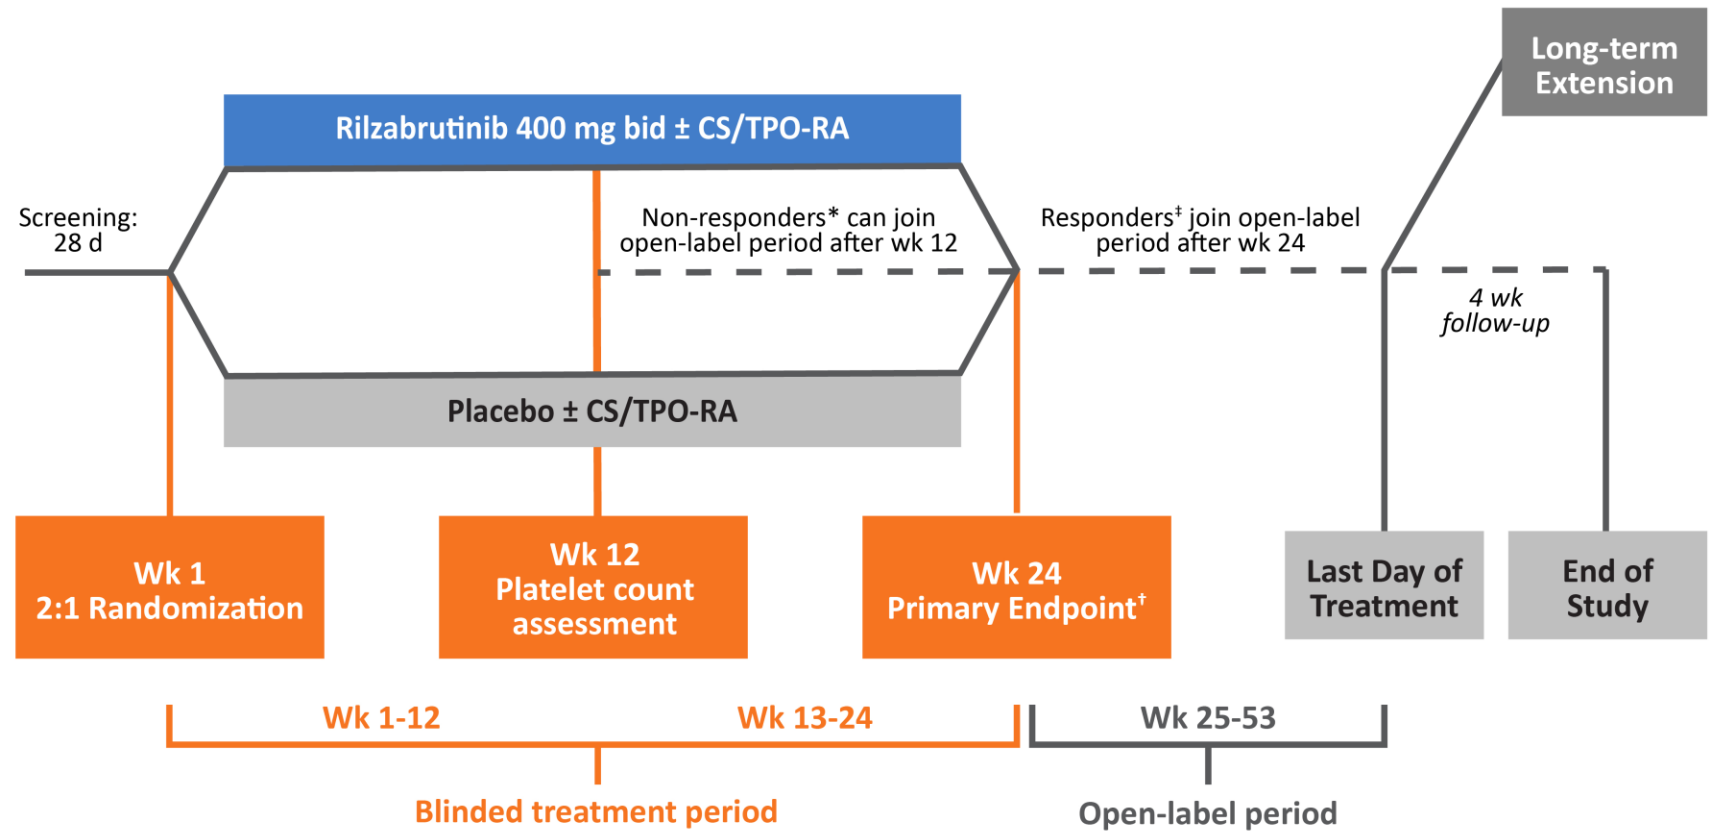 Long-term
Extension
Rilzabrutinib 400 mg bid ± CS/TPO-RA
Screening:
28 d
Non-responders* can join
open-label period after wk 12
Responders‡ join open-label
period after wk 24
4 wk
follow-up
Placebo ± CS/TPO-RA
Wk 1
2:1 Randomization
Wk 12
Platelet count
assessment
Wk 24
Primary Endpoint†
Last Day of
Treatment
End of
Study
Wk 1-12
Wk 13-24
Wk 25-53
Blinded treatment period
Open-label period